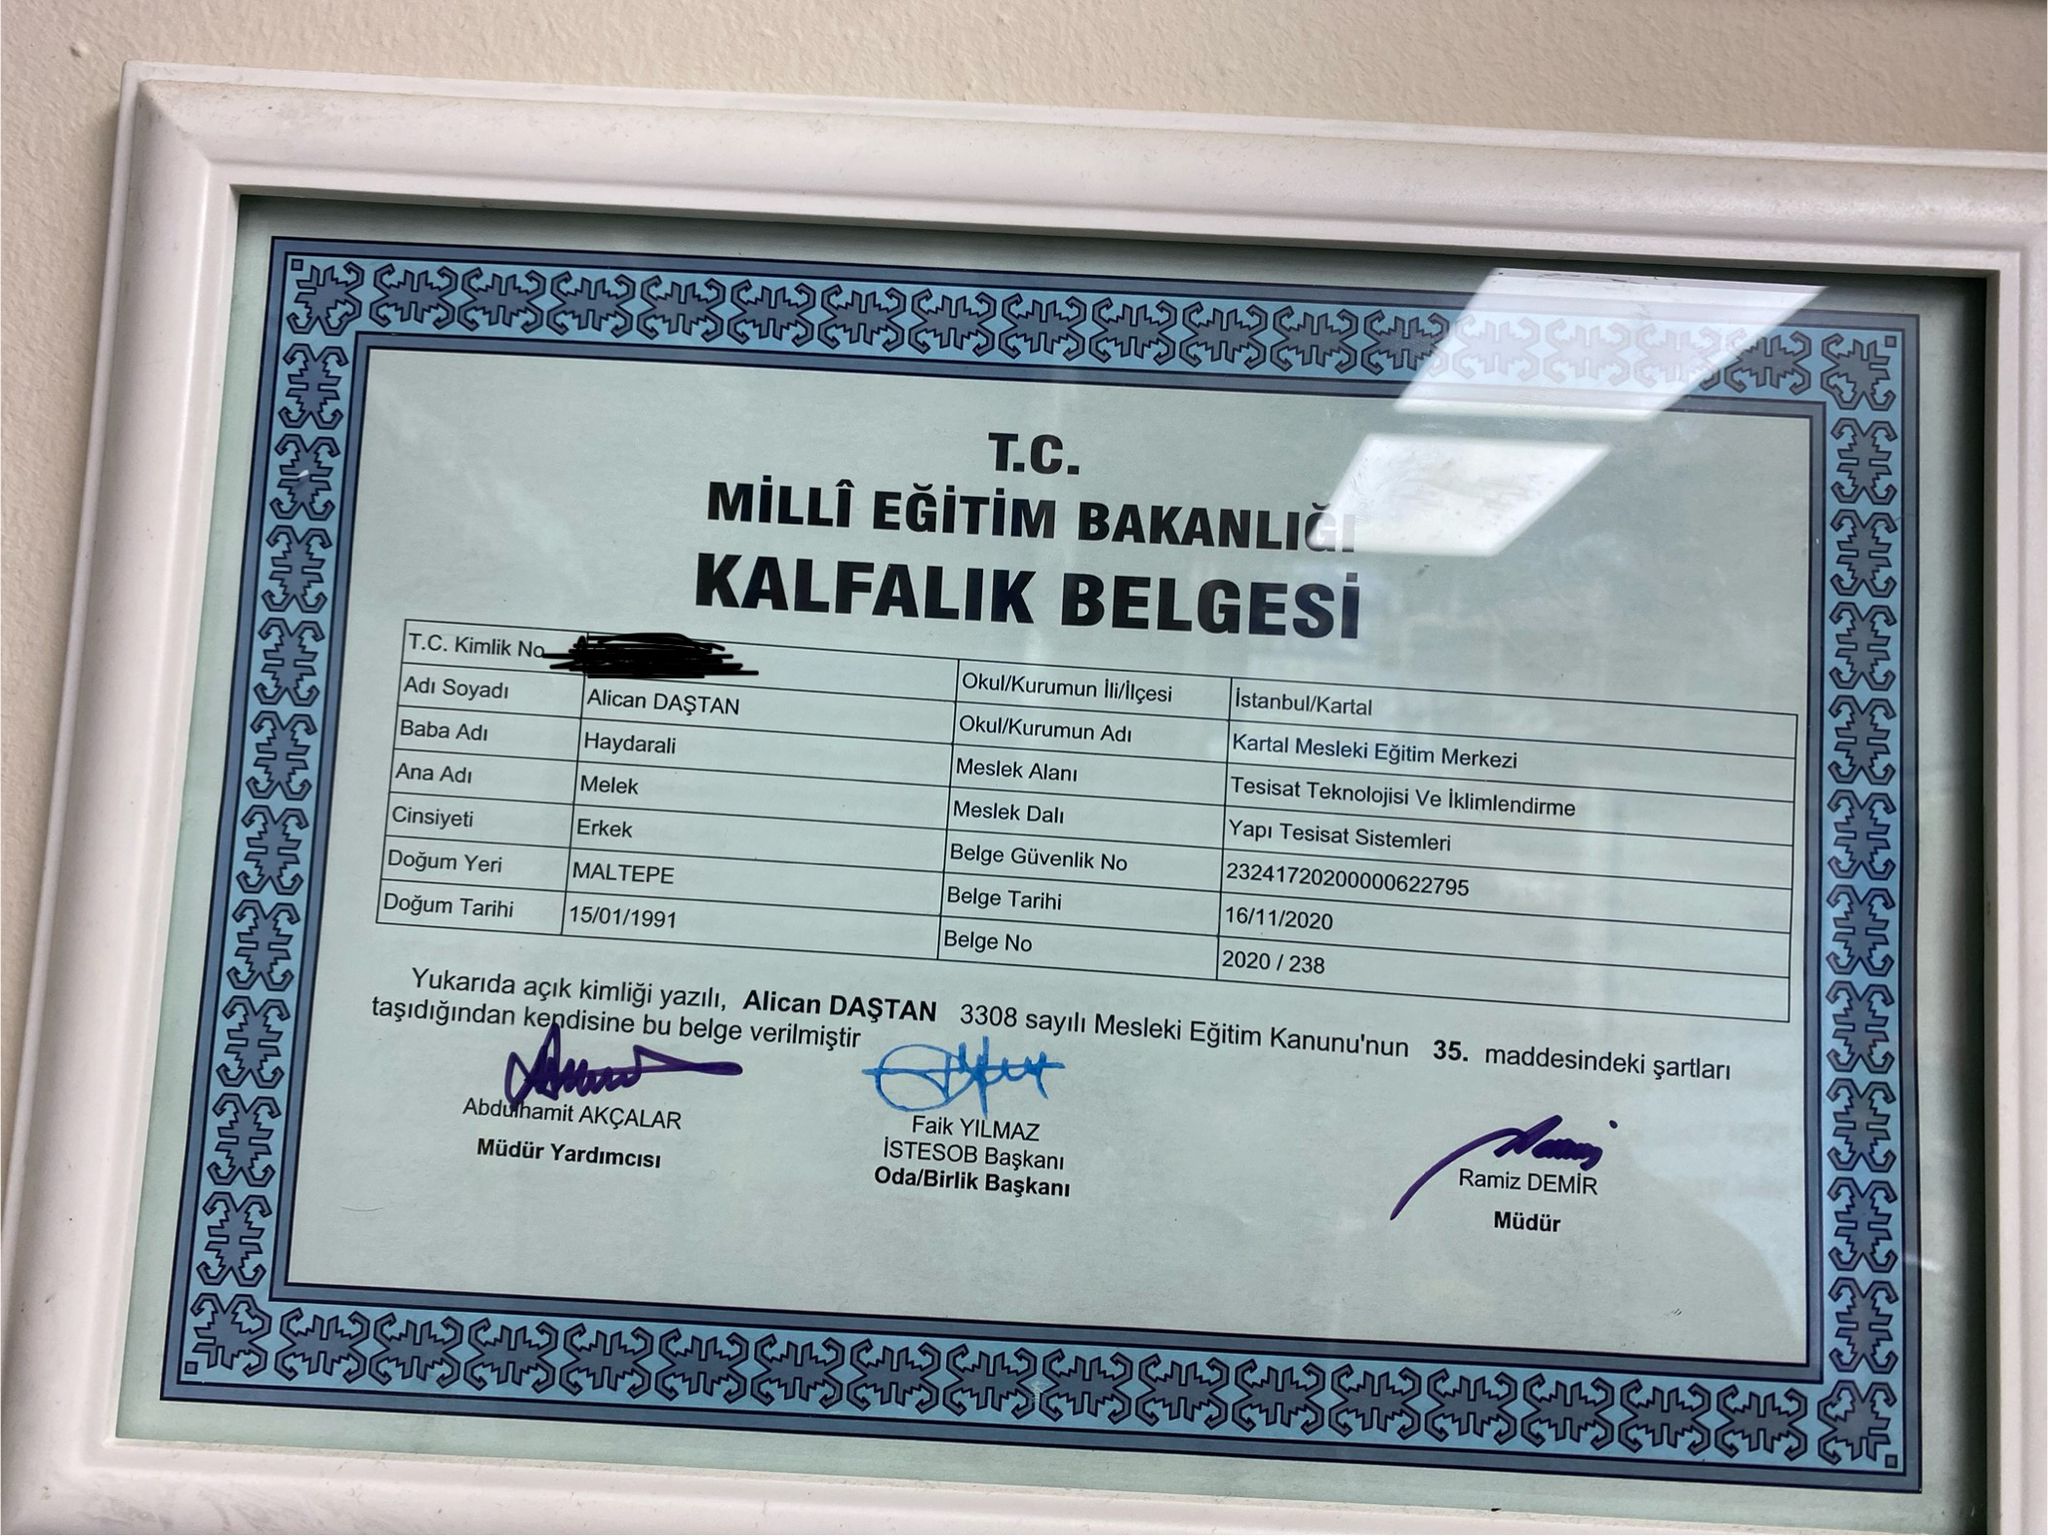 T.C.
MİLLÎ EĞİTİM BAKANLIĞI
KALFALIK BELGESİ
T.C. Kimlik No
Adı Soyadı Alican DAŞTAN
Baba Adı Haydarali
Ana Adı Melek
Cinsiyeti Erkek
Doğum Yeri MALTEPE
Doğum Tarihi 15/01/1991
Okul/Kurumun İli/İlçesi İstanbul/Kartal
Okul/Kurumun Adı Kartal Mesleki Eğitim Merkezi
Meslek Alanı Tesisat Teknolojisi Ve İklimlendirme
Meslek Dalı Yapı Tesisat Sistemleri
Belge Güvenlik No 23241720200000622795
Belge Tarihi 16/11/2020
Belge No 2020 / 238
Yukarıda açık kimliği yazılı, Alican DAŞTAN 3308 sayılı Mesleki Eğitim Kanunu'nun 35. maddesindeki şartları
taşıdığından kendisine bu belge verilmiştir
Abdulhamit AKÇALAR
Müdür Yardımcısı
Faik YILMAZ
İSTESOB Başkanı
Oda/Birlik Başkanı
Ramiz DEMİR
Müdür